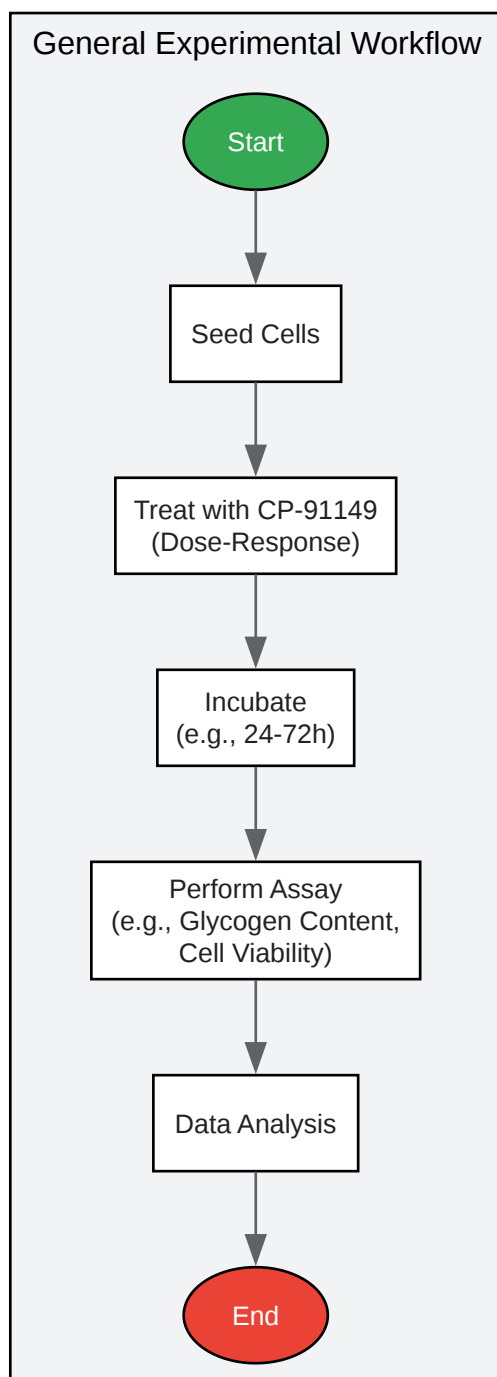 General Experimental Workflow
Start
Seed Cells
Treat with CP-91149
(Dose-Response)
Incubate
(e.g., 24-72h)
Perform Assay
(e.g., Glycogen Content,
Cell Viability)
Data Analysis
End